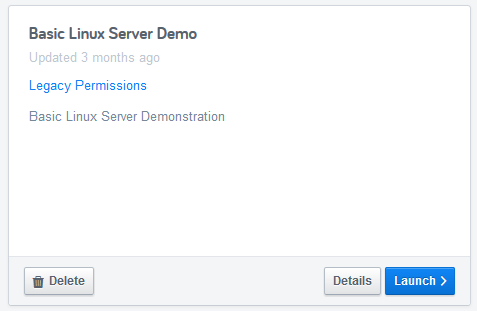 Basic Linux Server Demo
Updated 3 months ago
Legacy Permissions
Basic Linux Server Demonstration
Delete
Details
Launch